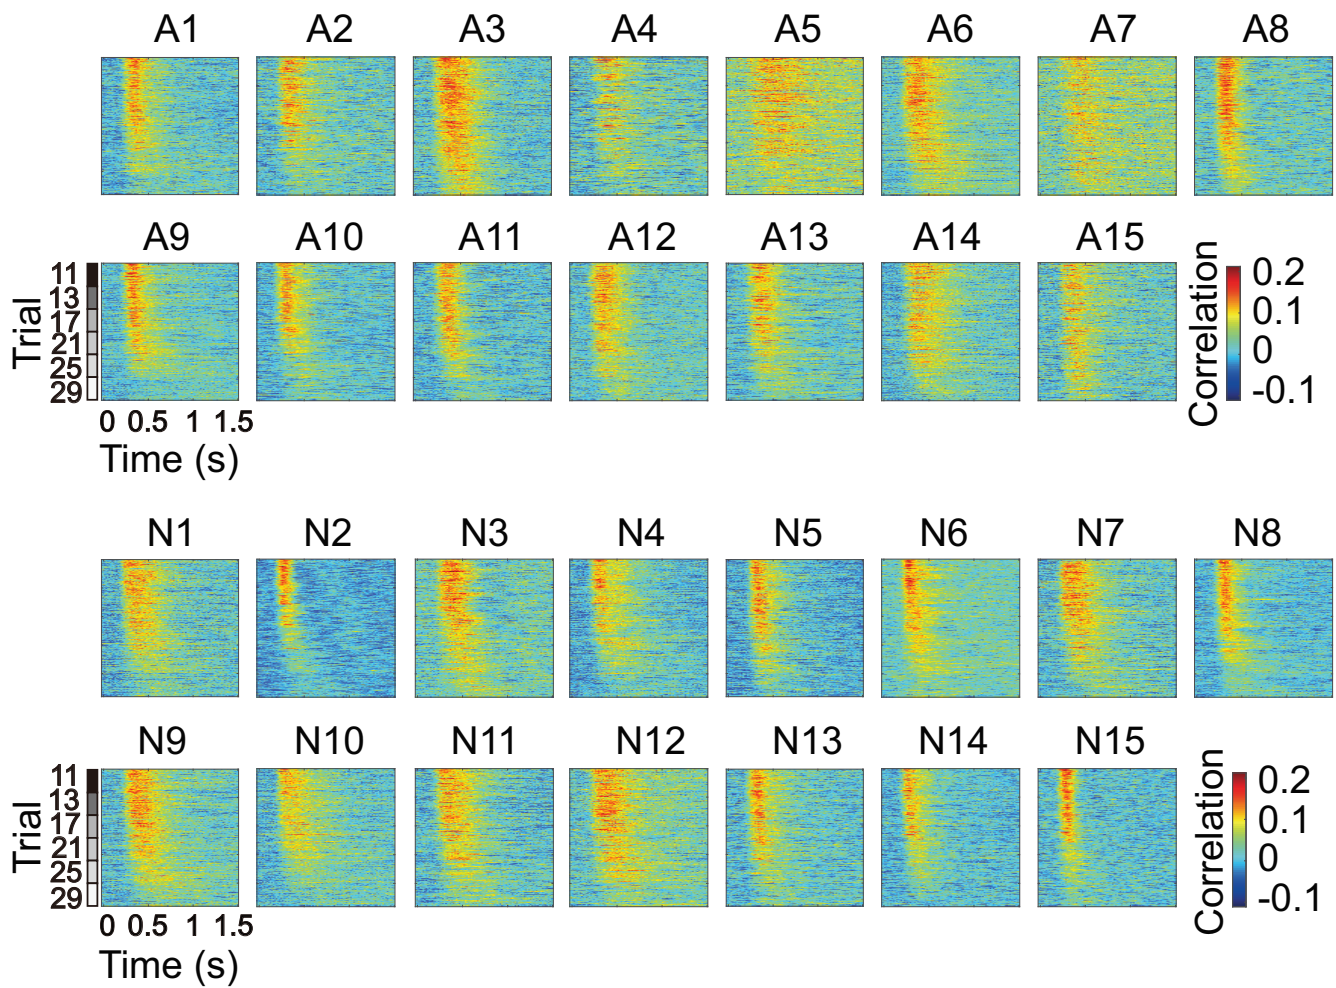 A1 A2 A3 A4 A5 A6 A7 A8
A9 A10 A11 A12 A13 A14 A15
Trial
11
13
17
21
25
29
0 0.5 1 1.5
Time (s)
Correlation
0.2
0.1
0
-0.1
N1 N2 N3 N4 N5 N6 N7 N8
N9 N10 N11 N12 N13 N14 N15
Trial
11
13
17
21
25
29
0 0.5 1 1.5
Time (s)
Correlation
0.2
0.1
0
-0.1